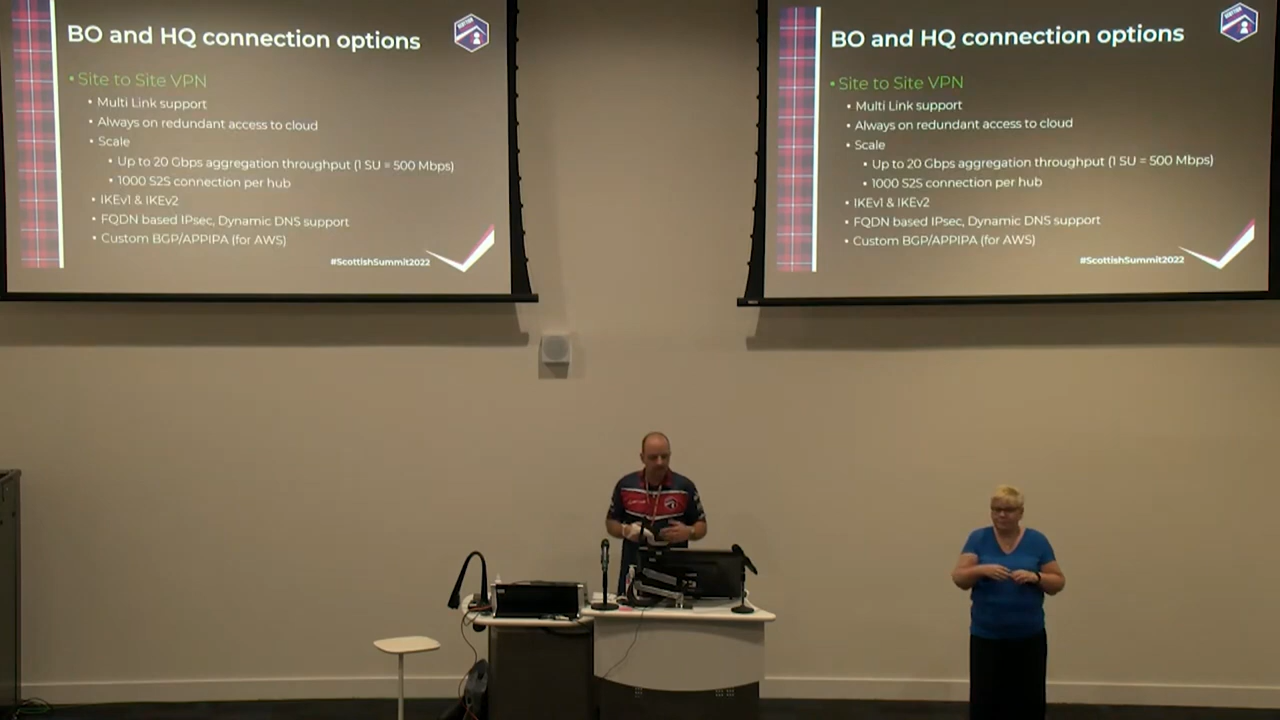 BO and HQ connection options
• Site to Site VPN
• Multi Link support
• Always on redundant access to cloud
• Scale
• Up to 20 Gbps aggregation throughput (1 SU = 500 Mbps)
• 1000 S2S connection per hub
• IKEv1 & IKEv2
• FQDN based IPsec, Dynamic DNS support
• Custom BGP/APPIPA (for AWS)
#ScottishSummit2022
BO and HQ connection options
• Site to Site VPN
• Multi Link support
• Always on redundant access to cloud
• Scale
• Up to 20 Gbps aggregation throughput (1 SU = 500 Mbps)
• 1000 S2S connection per hub
• IKEv1 & IKEv2
• FQDN based IPsec, Dynamic DNS support
• Custom BGP/APPIPA (for AWS)
#ScottishSummit2022